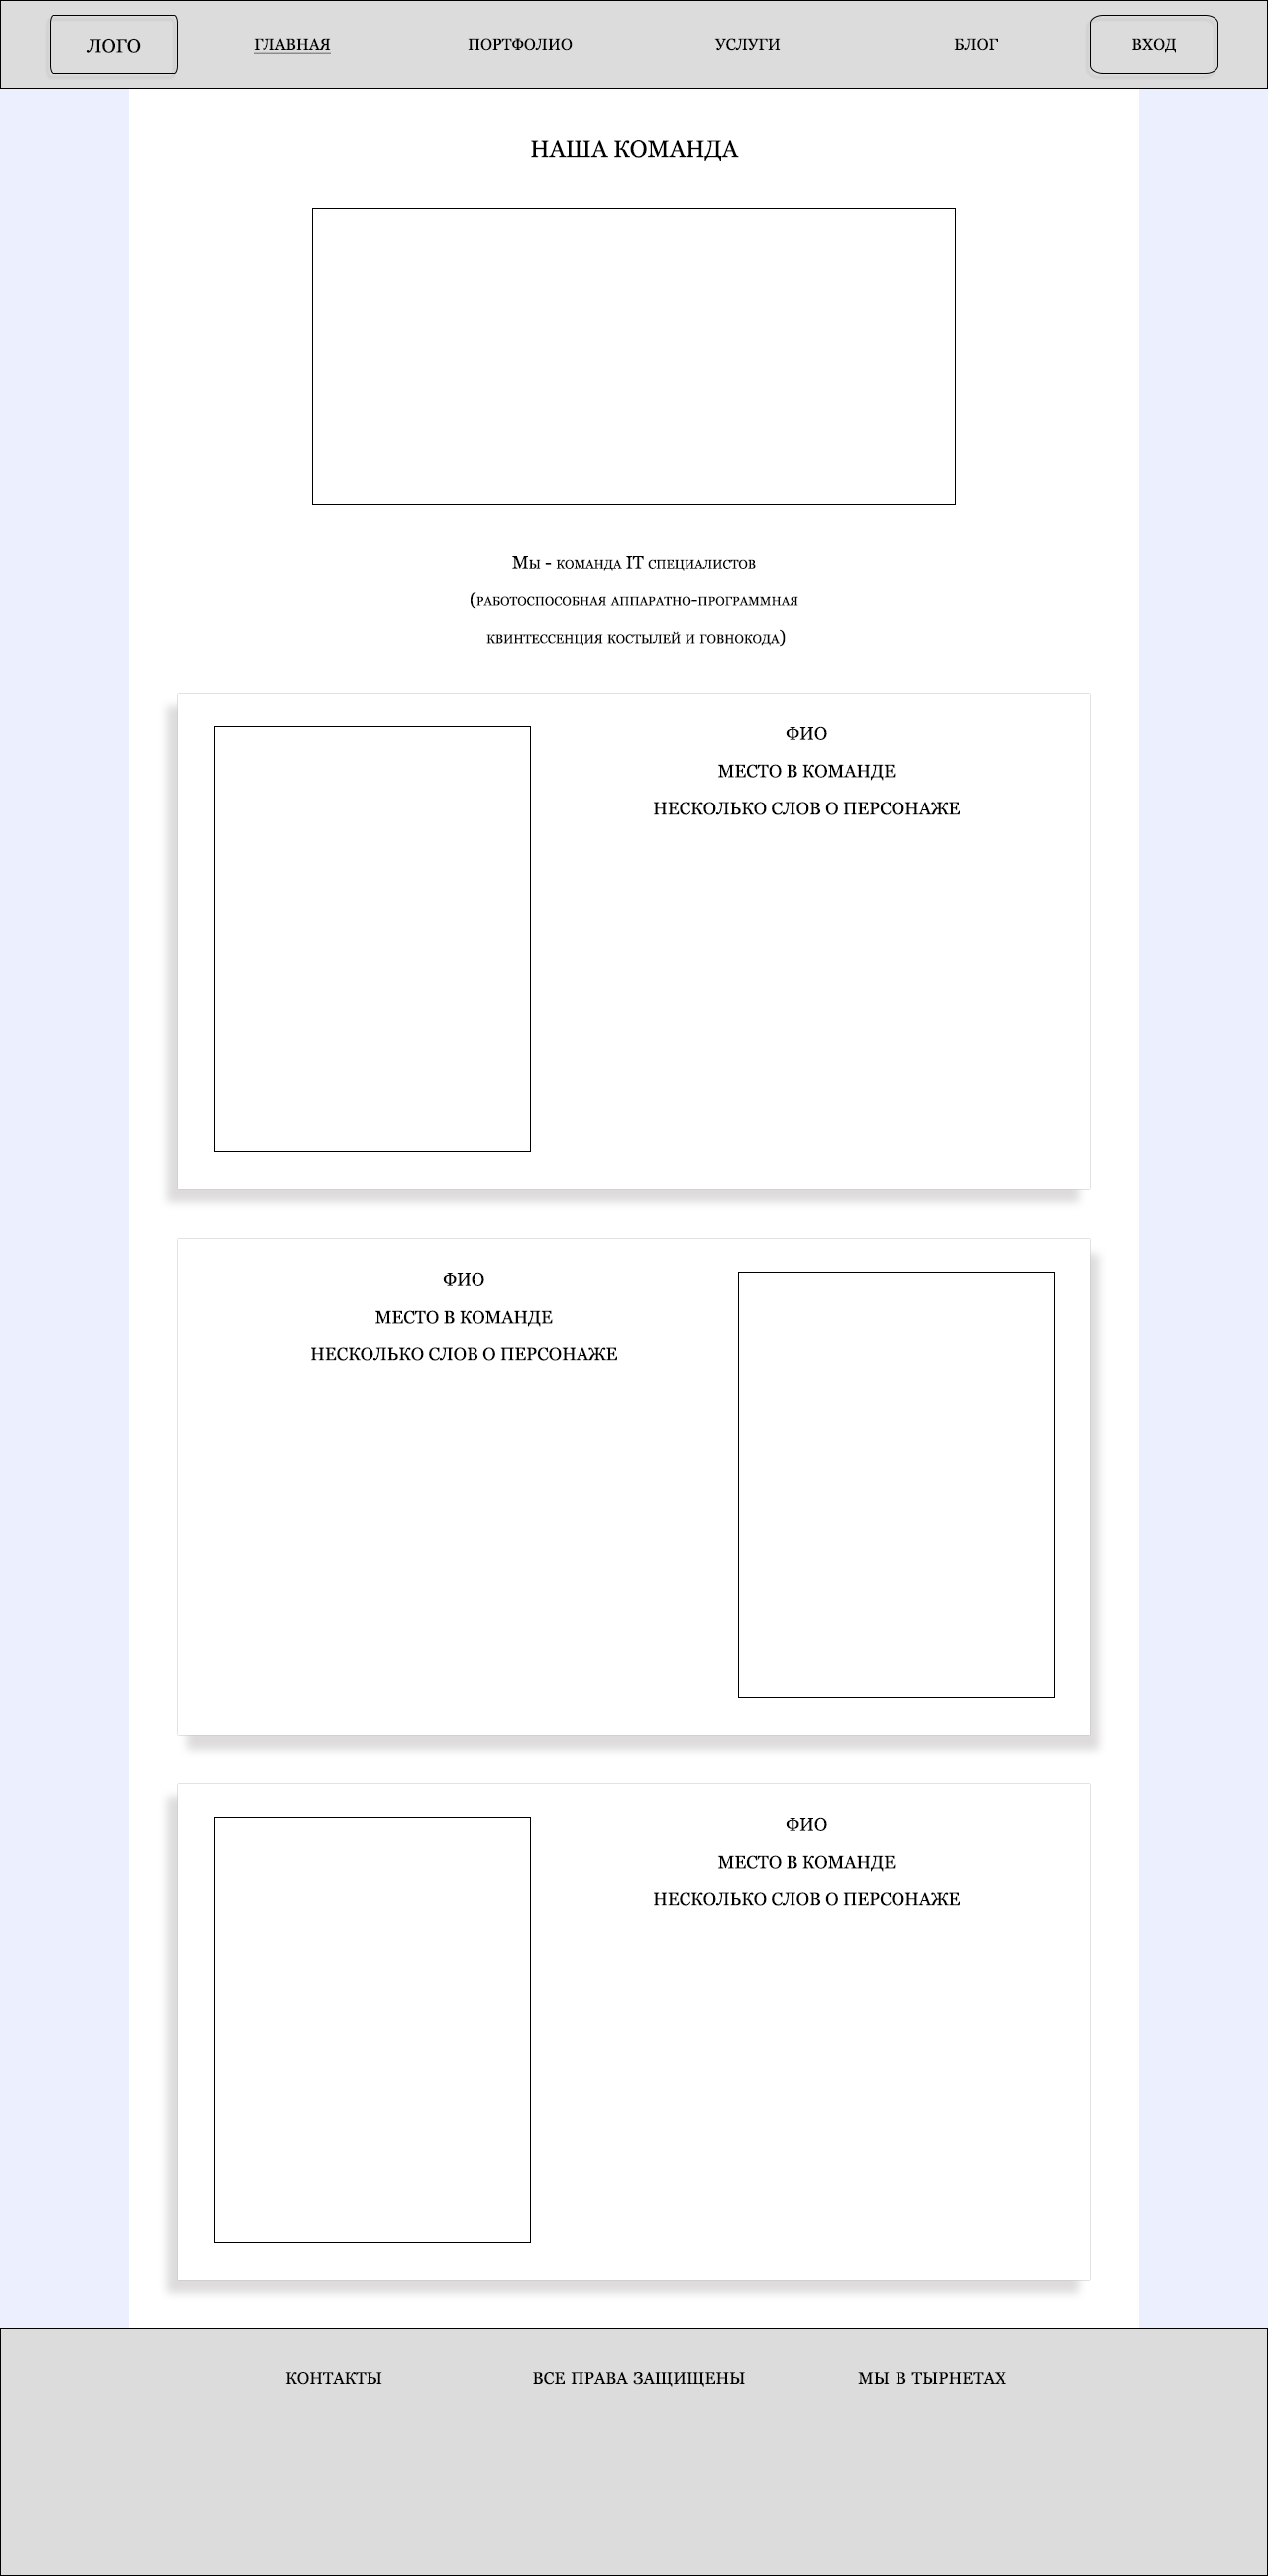 ЛОГО
ГЛАВНАЯ
ПОРТФОЛИО
УСЛУГИ
БЛОГ
ВХОД
НАША КОМАНДА
Мы - команда IT специалистов
(работоспособная аппаратно-программная
квинтессенция костылей и говнокода)
ФИО
МЕСТО В КОМАНДЕ
НЕСКОЛЬКО СЛОВ О ПЕРСОНАЖЕ
ФИО
МЕСТО В КОМАНДЕ
НЕСКОЛЬКО СЛОВ О ПЕРСОНАЖЕ
ФИО
МЕСТО В КОМАНДЕ
НЕСКОЛЬКО СЛОВ О ПЕРСОНАЖЕ
КОНТАКТЫ
ВСЕ ПРАВА ЗАЩИЩЕНЫ
МЫ В ТЫРНЕТАХ